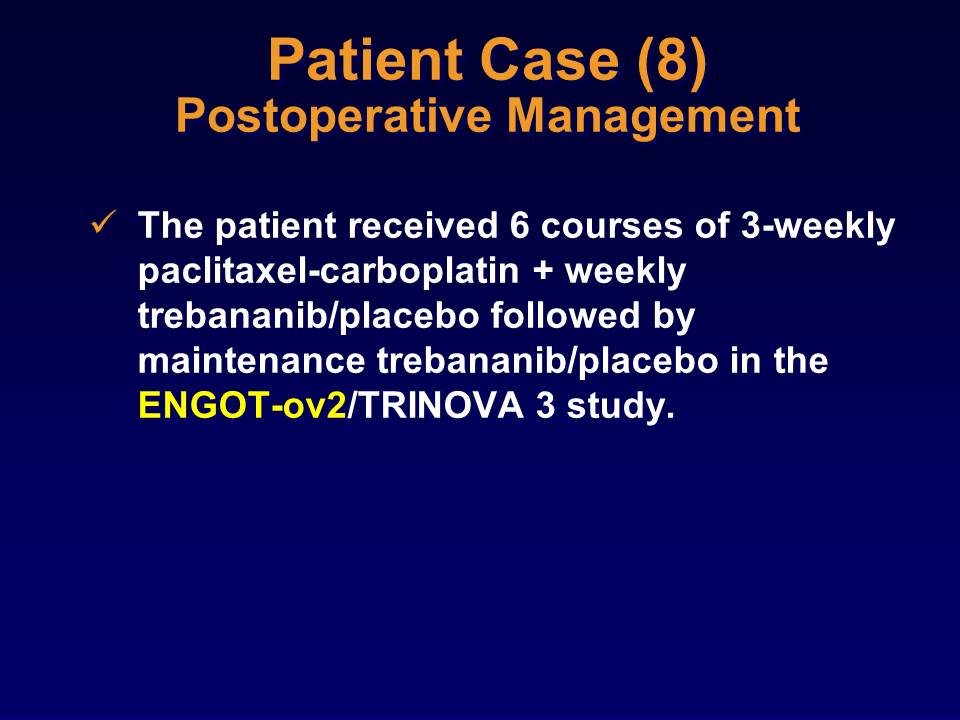 Patient Case (8)
Postoperative Management
✓ The patient received 6 courses of 3-weekly
paclitaxel-carboplatin + weekly
trebananib/placebo followed by
maintenance trebananib/placebo in the
ENGOT-ov2/TRINOVA 3 study.